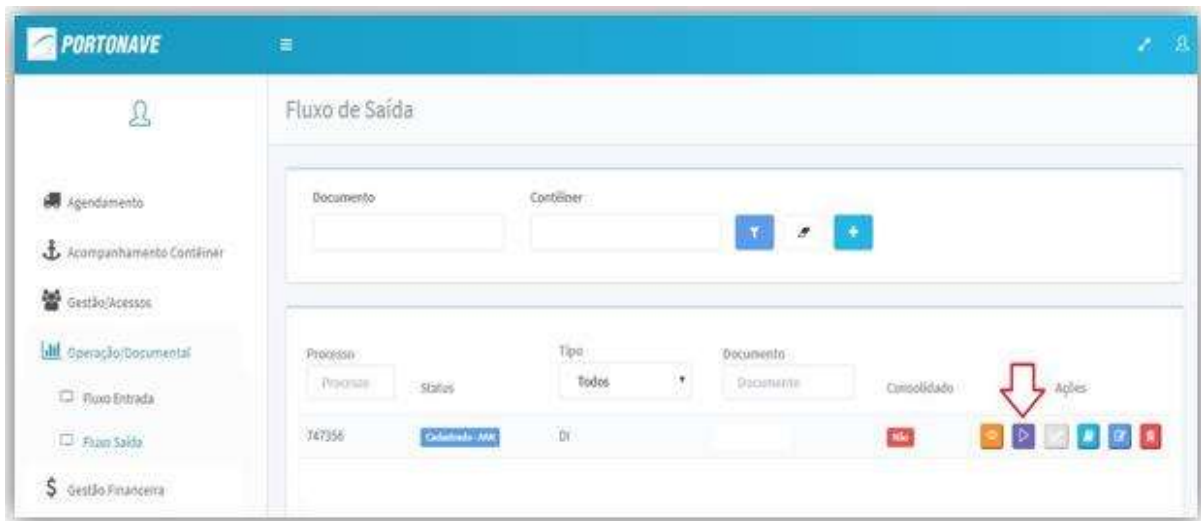 PORTONAVE
Fluxo de Saída
Agendamento
Acompanhamento Contêiner
Gestão/Acessos
Operação/Documental
Fluxo Entrada
Fluxo Saída
Gestão Financeira
Documento
Contêiner
Processo
Processo
Status
Tipo
Todos
Documento
Documento
Consolidado
Ações
747356
DI
Não